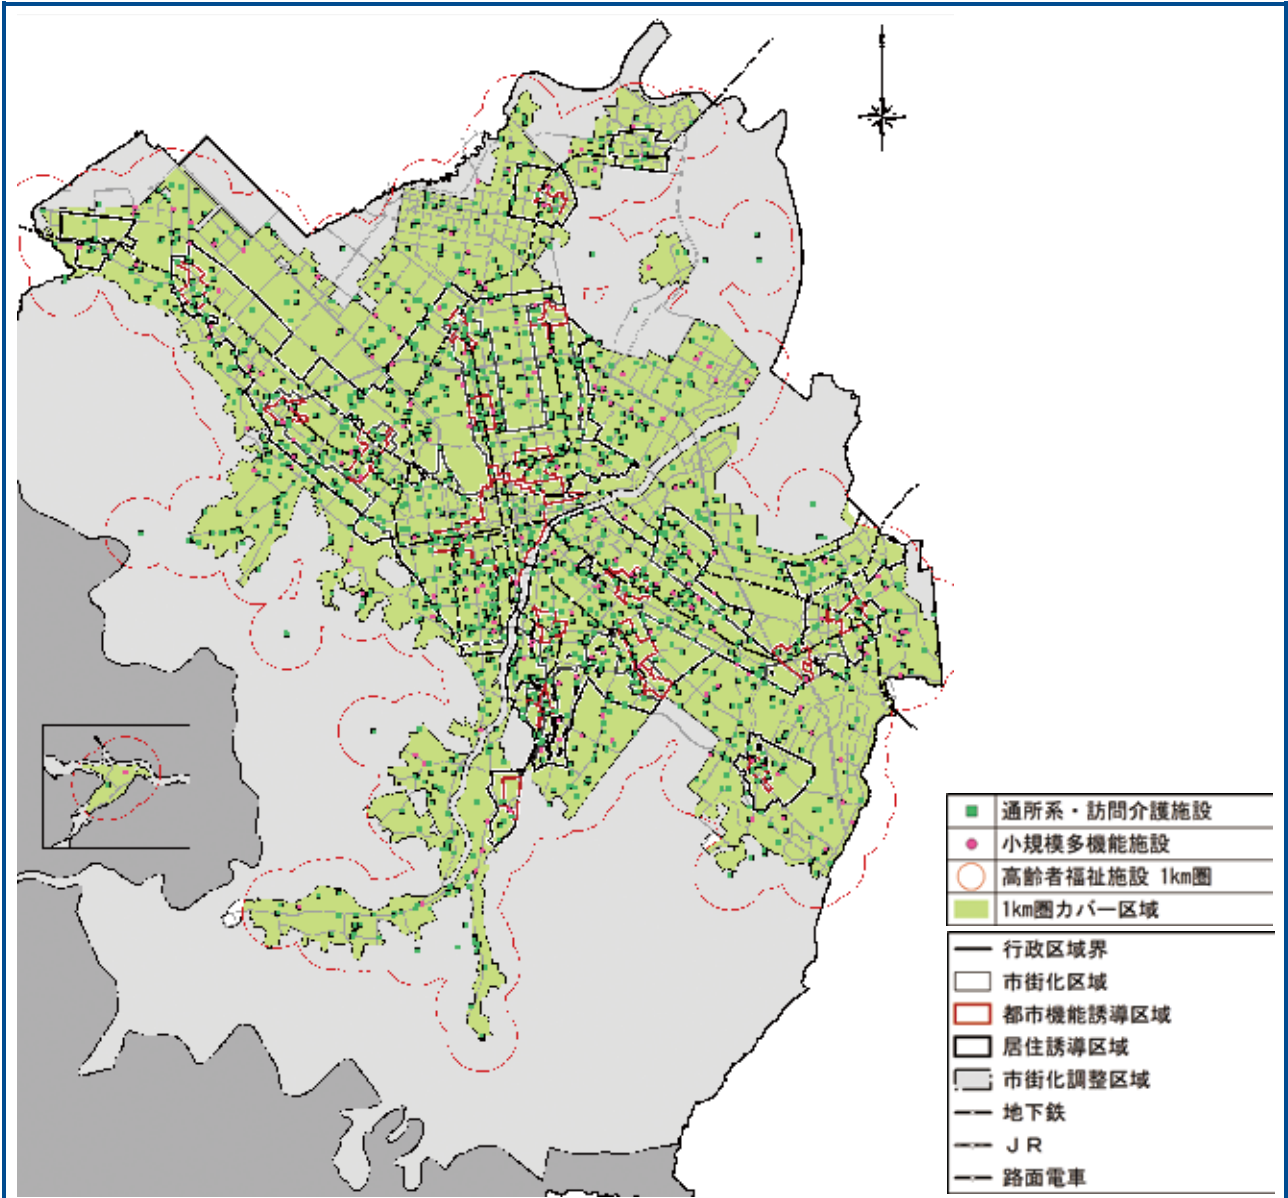 通所系・訪問介護施設
小規模多機能施設
高齢者福祉施設 1km圏
1km圏カバー区域
行政区域界
市街化区域
都市機能誘導区域
居住誘導区域
市街化調整区域
地下鉄
ＪＲ
路面電車